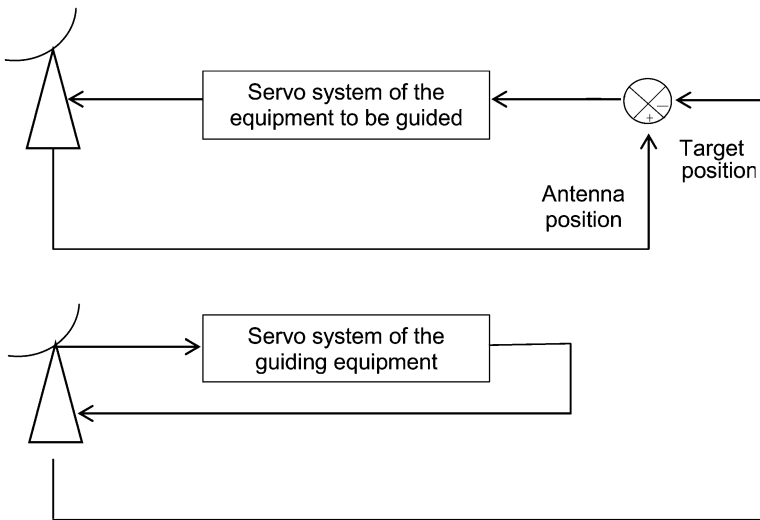 Servo system of the
equipment to be guided
−
+
Target
position
Antenna
position
Servo system of the
guiding equipment